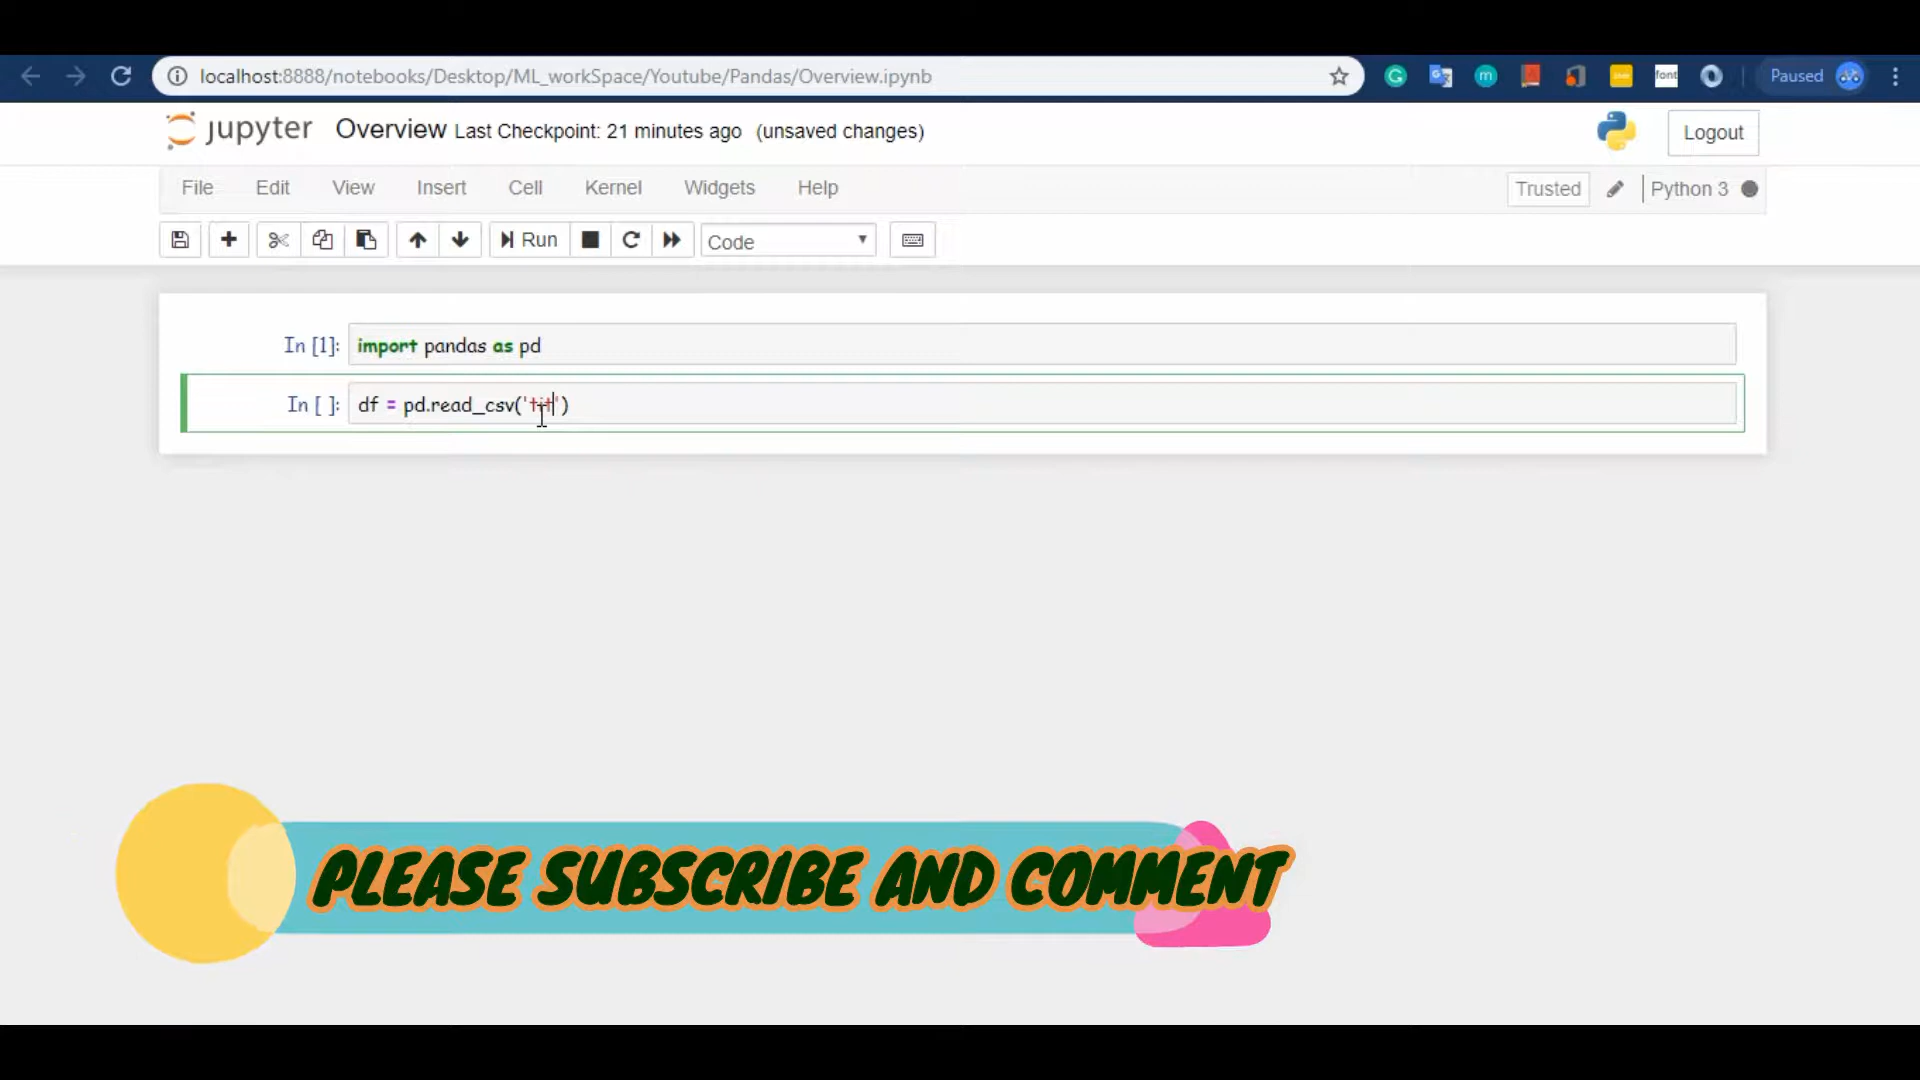 localhost:8888/notebooks/Desktop/ML_workSpace/Youtube/Pandas/Overview.ipynb
font
Paused
jupyter Overview Last Checkpoint: 21 minutes ago (unsaved changes)
Logout
File Edit View Insert Cell Kernel Widgets Help
Trusted Python 3
Run Code
In [1]: import pandas as pd
In [ ]: df = pd.read_csv('tit')
PLEASE SUBSCRIBE AND COMMENT